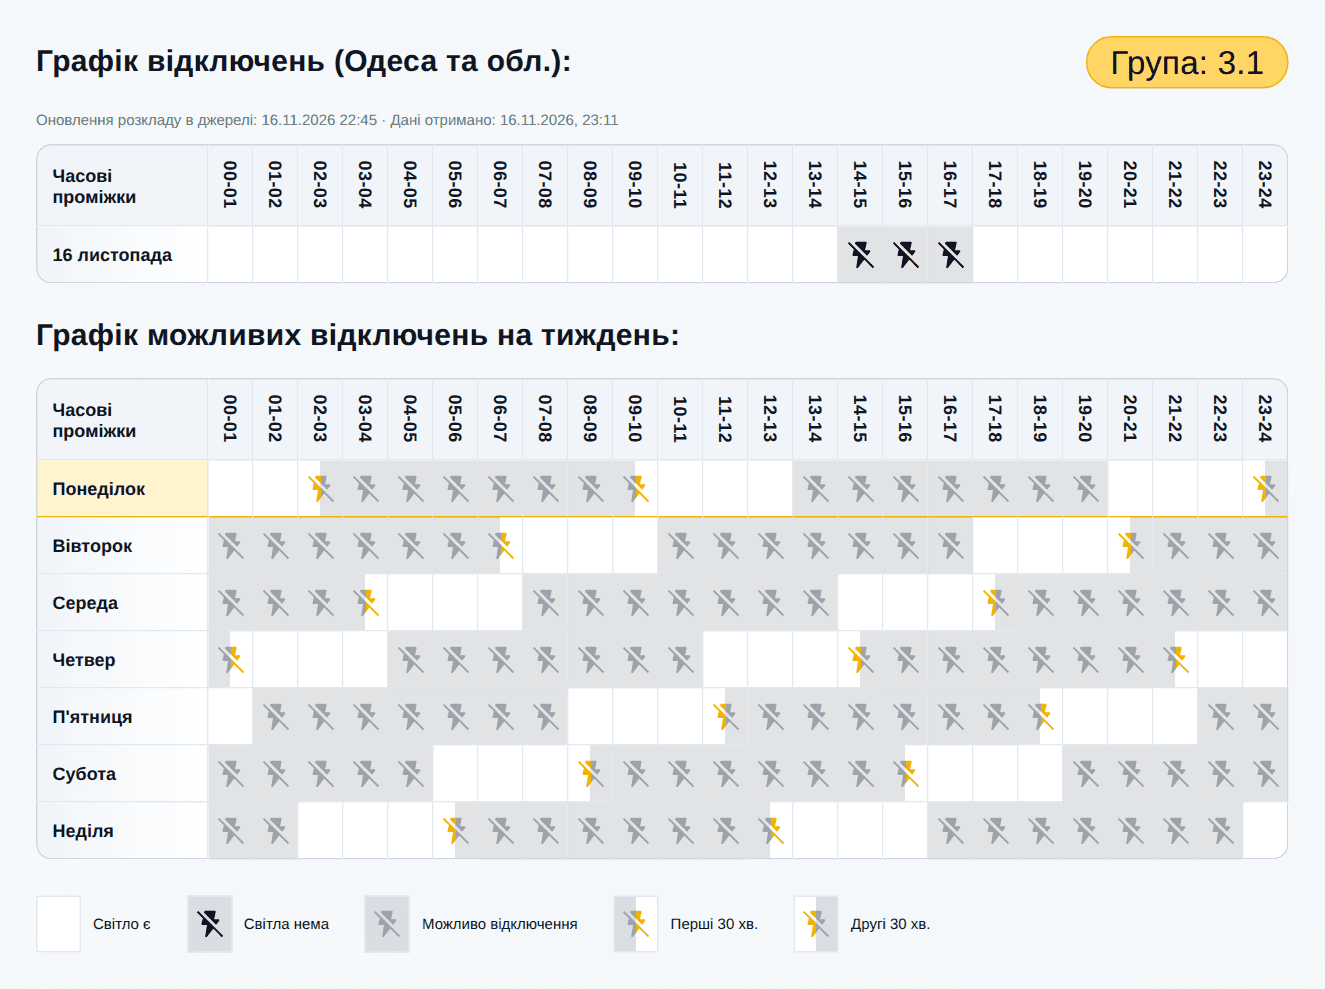 Графік відключень (Одеса та обл.):
Група: 3.1
Оновлення розкладу в джерелі: 16.11.2026 22:45 · Дані отримано: 16.11.2026, 23:11
Часові
проміжки
00-01 01-02 02-03 03-04 04-05 05-06 06-07 07-08 08-09 09-10 10-11 11-12 12-13 13-14 14-15 15-16 16-17 17-18 18-19 19-20 20-21 21-22 22-23 23-24
16 листопада
Графік можливих відключень на тиждень:
Часові
проміжки
00-01 01-02 02-03 03-04 04-05 05-06 06-07 07-08 08-09 09-10 10-11 11-12 12-13 13-14 14-15 15-16 16-17 17-18 18-19 19-20 20-21 21-22 22-23 23-24
Понеділок
Вівторок
Середа
Четвер
П'ятниця
Субота
Неділя
Світло є
Світла нема
Можливо відключення
Перші 30 хв.
Другі 30 хв.